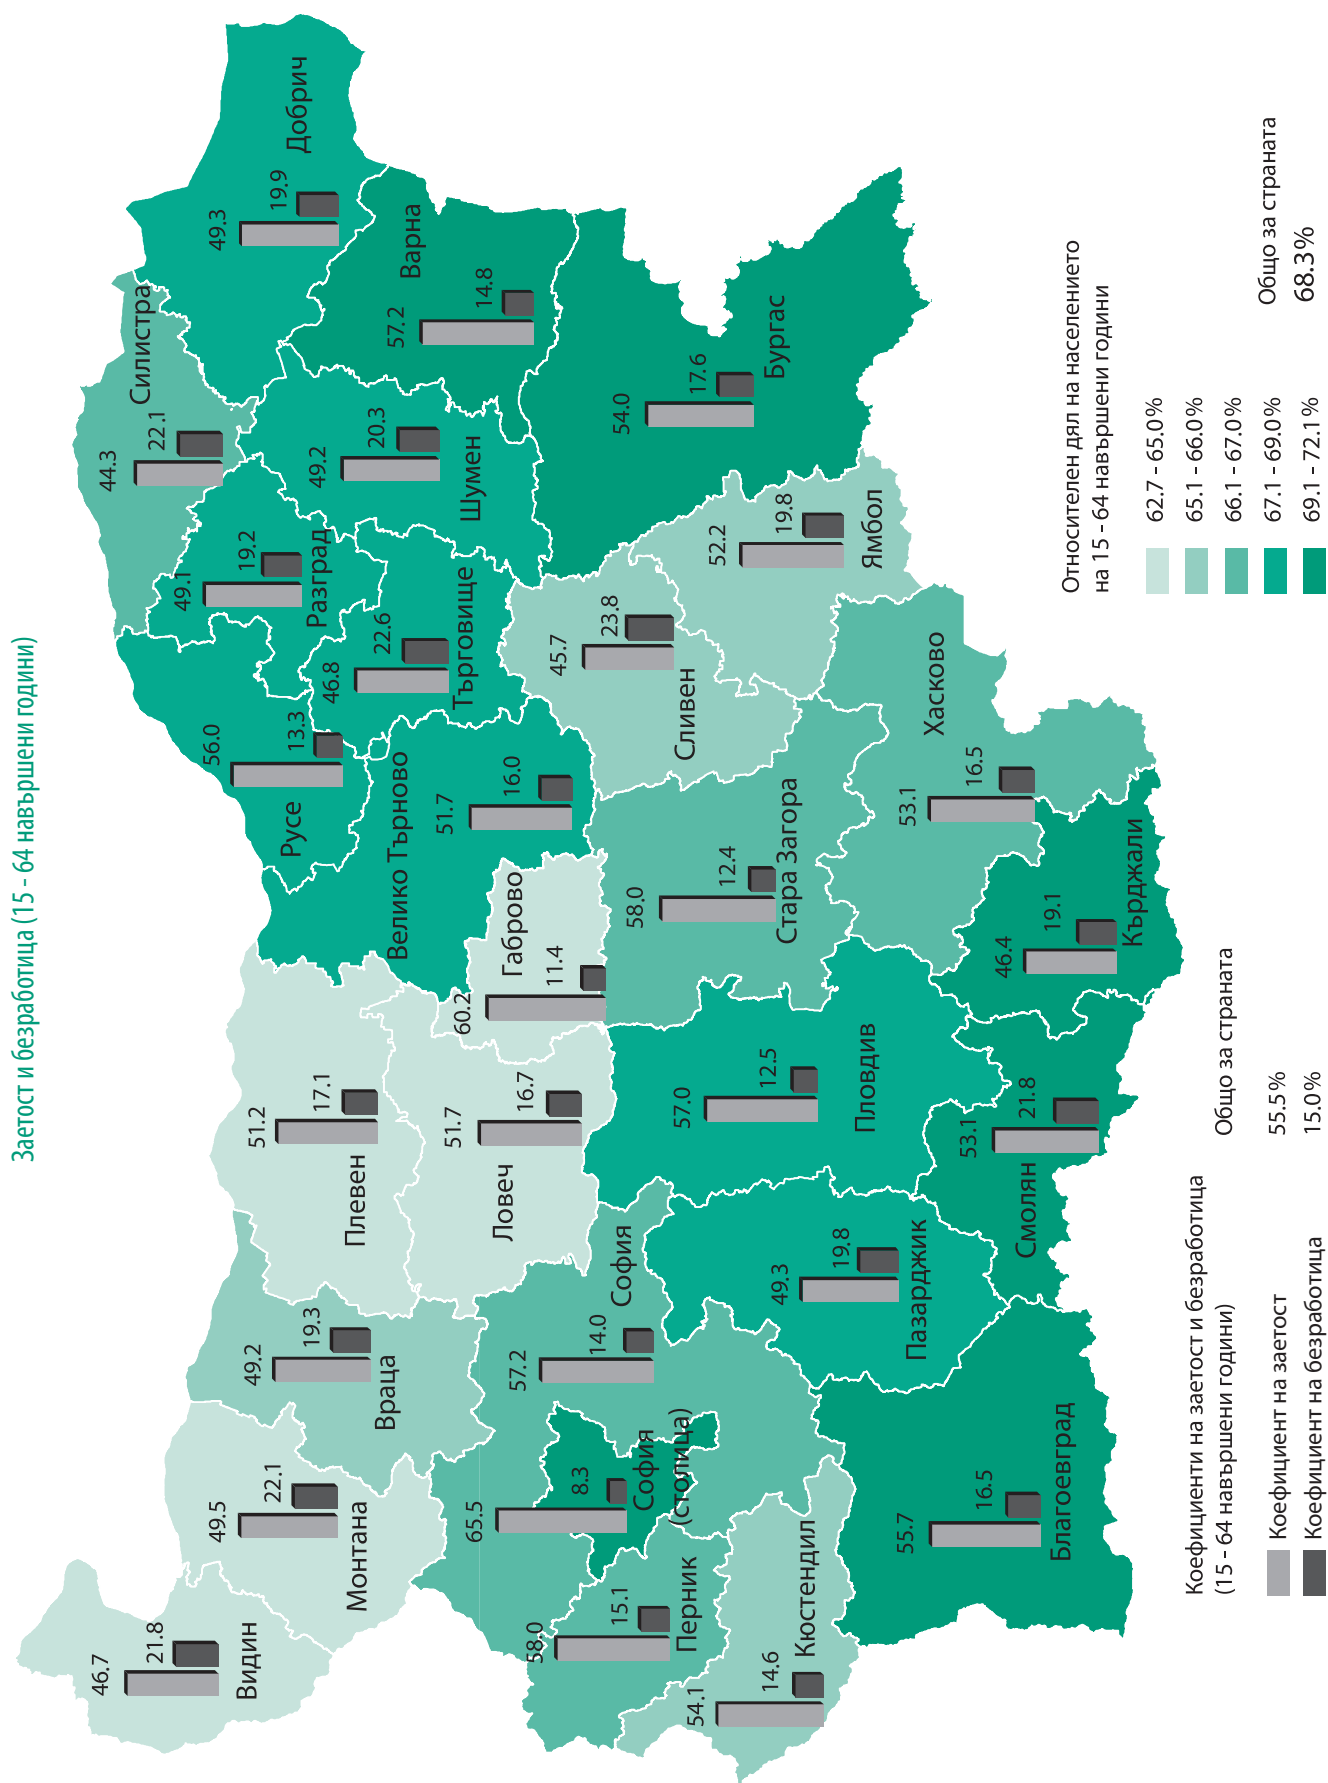 Заетост и безработица (15 - 64 навършени години)
46.7
21.8
Видин
49.5
22.1
Монтана
49.2
19.3
Враца
51.2
17.1
Плевен
51.7
16.7
Ловеч
60.2
11.4
Габрово
51.7
16.0
Велико Търново
56.0
13.3
Русе
49.1
19.2
Разград
44.3
22.1
Силистра
49.3
19.9
Добрич
57.2
14.8
Варна
49.2
20.3
Шумен
46.8
22.6
Търговище
65.5
8.3
София
(столица)
57.2
14.0
София
58.0
15.1
Перник
54.1
14.6
Кюстендил
55.7
16.5
Благоевград
49.3
19.8
Пазарджик
57.0
12.5
Пловдив
53.1
21.8
Смолян
58.0
12.4
Стара Загора
45.7
23.8
Сливен
52.2
19.8
Ямбол
54.0
17.6
Бургас
53.1
16.5
Хасково
46.4
19.1
Кърджали
Коефициенти на заетост и безработица
(15 - 64 навършени години)
Общо за страната
Коефициент на заетост 55.5%
Коефициент на безработица 15.0%
Относителен дял на населението
на 15 - 64 навършени години
62.7 - 65.0%
65.1 - 66.0%
66.1 - 67.0%
67.1 - 69.0%
69.1 - 72.1%
Общо за страната
68.3%